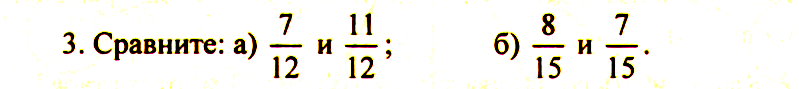 3. Сравните: а) 7/12 и 11/12; б) 8/15 и 7/15.